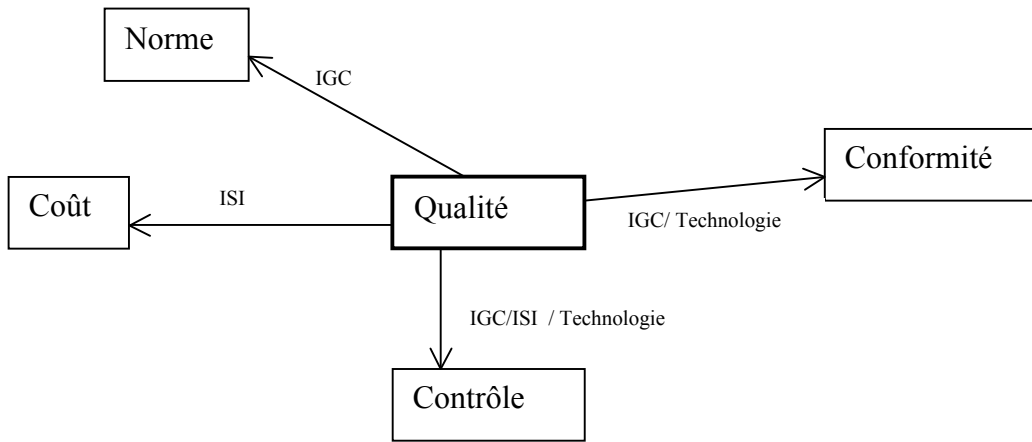 Norme
IGC
Conformité
Coût
ISI
Qualité
IGC/ Technologie
IGC/ISI / Technologie
Contrôle